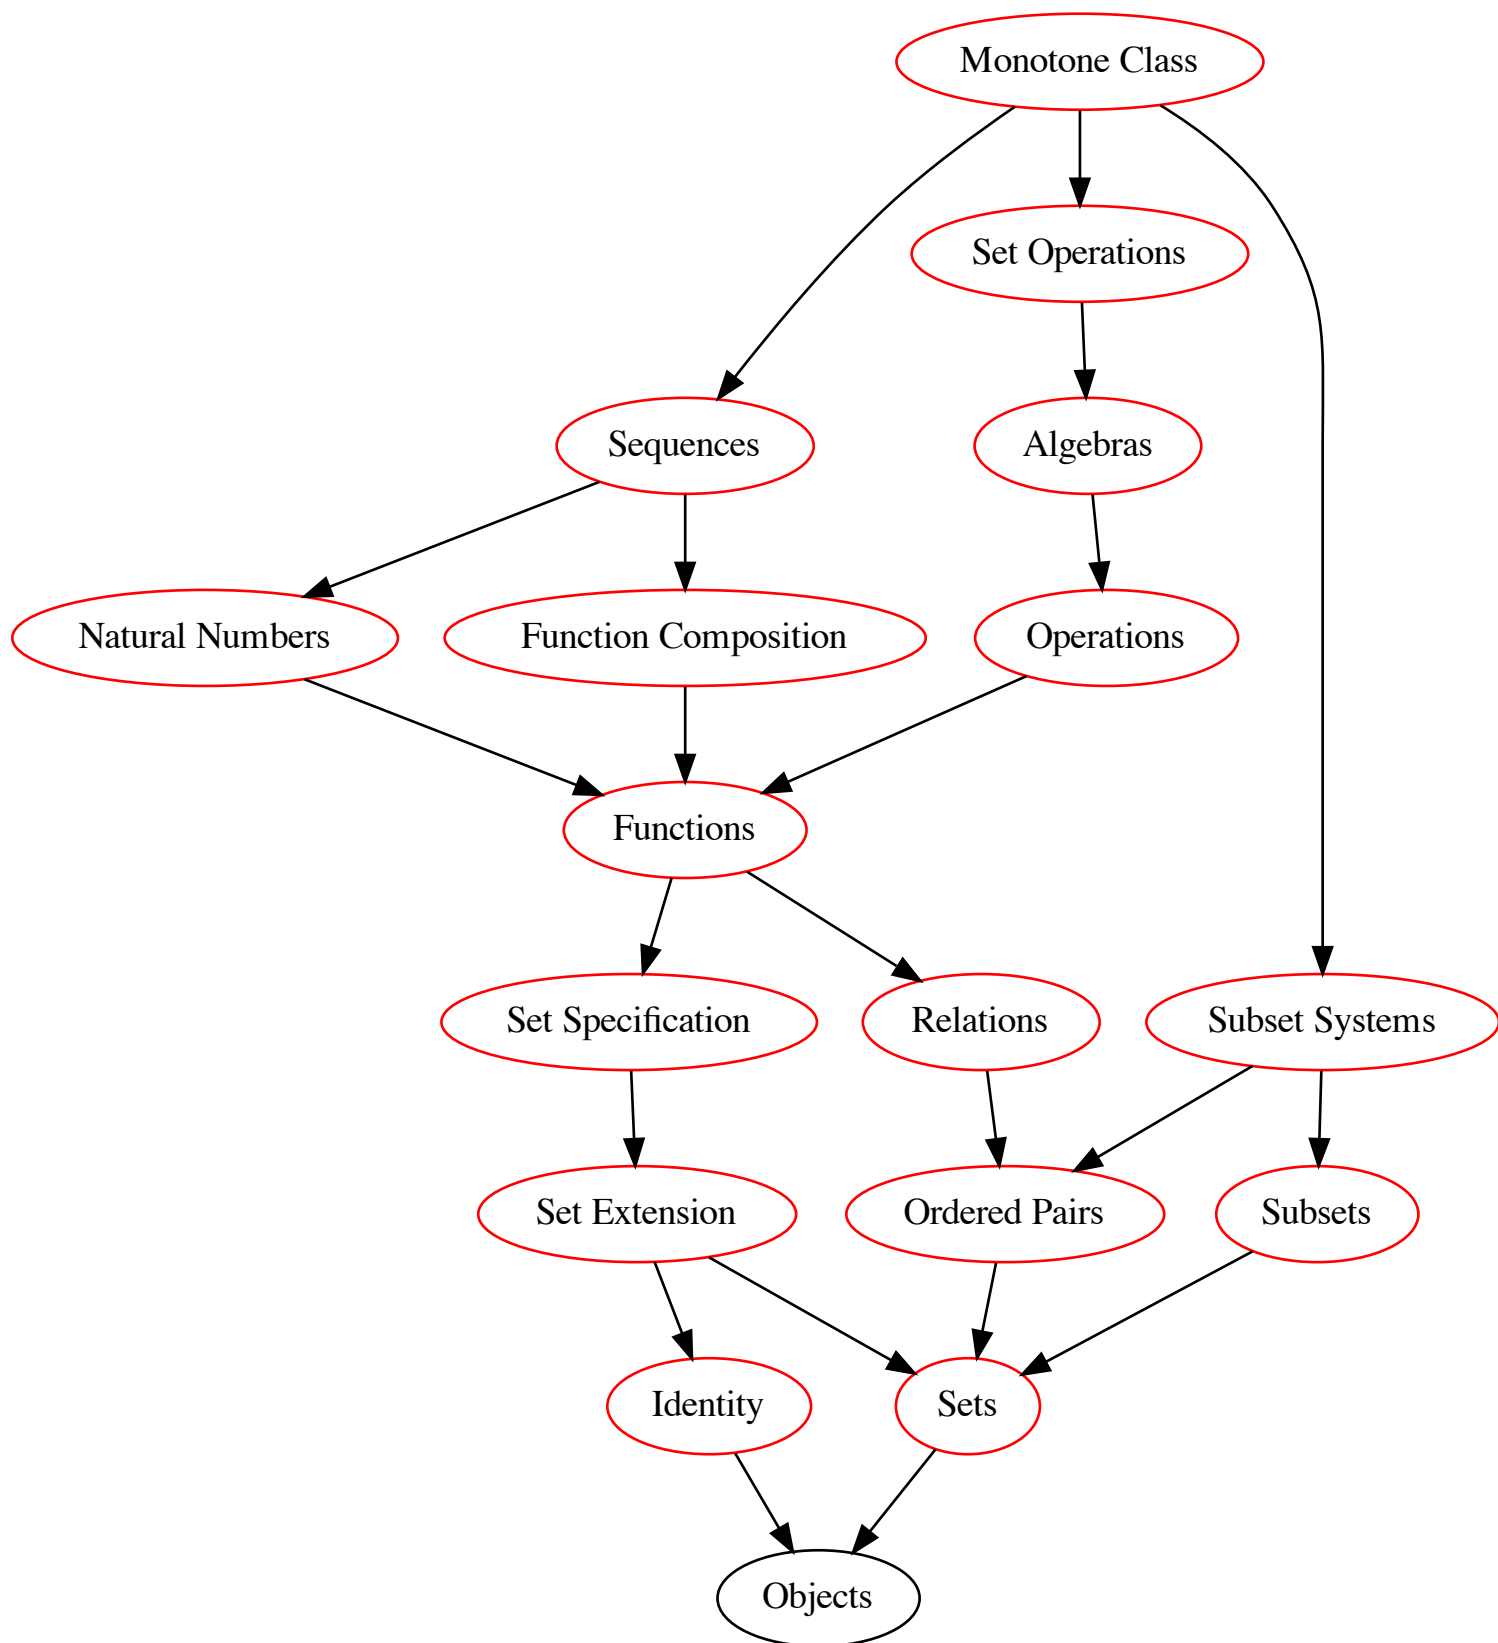 Monotone Class
Set Operations
Sequences
Algebras
Natural Numbers
Function Composition
Operations
Functions
Set Specification
Relations
Subset Systems
Set Extension
Ordered Pairs
Subsets
Identity
Sets
Objects